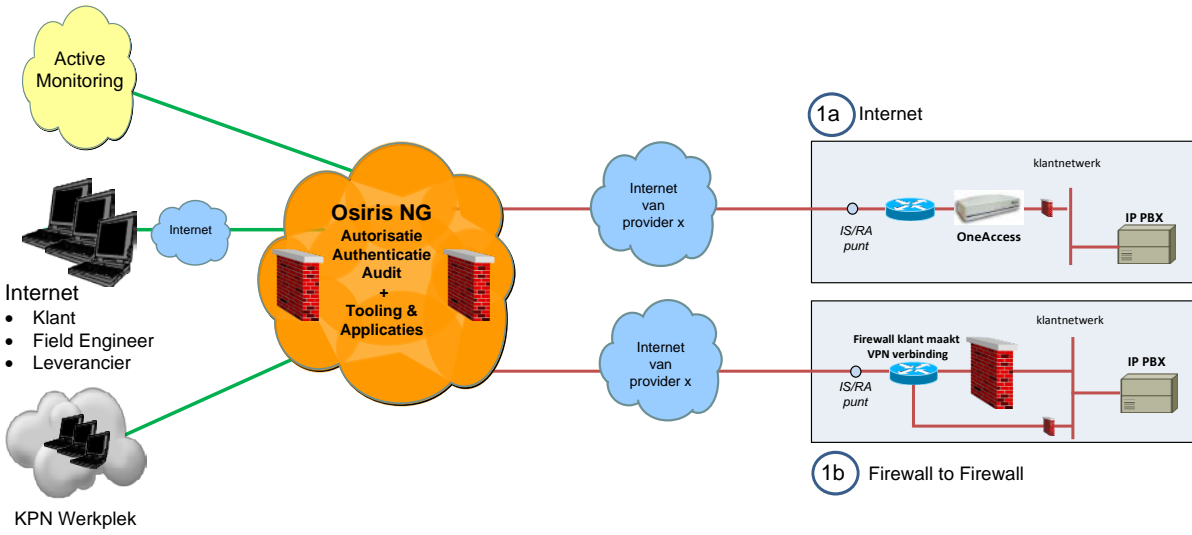 Active
Monitoring
Internet
Internet
• Klant
• Field Engineer
• Leverancier
KPN Werkplek
Osiris NG
Autorisatie
Authenticatie
Audit
+
Tooling &
Applicaties
Internet
van
provider x
Internet
van
provider x
1a Internet
klantnetwerk
IS/RA
punt
OneAccess
IP PBX
klantnetwerk
Firewall klant maakt
VPN verbinding
IS/RA
punt
IP PBX
1b Firewall to Firewall